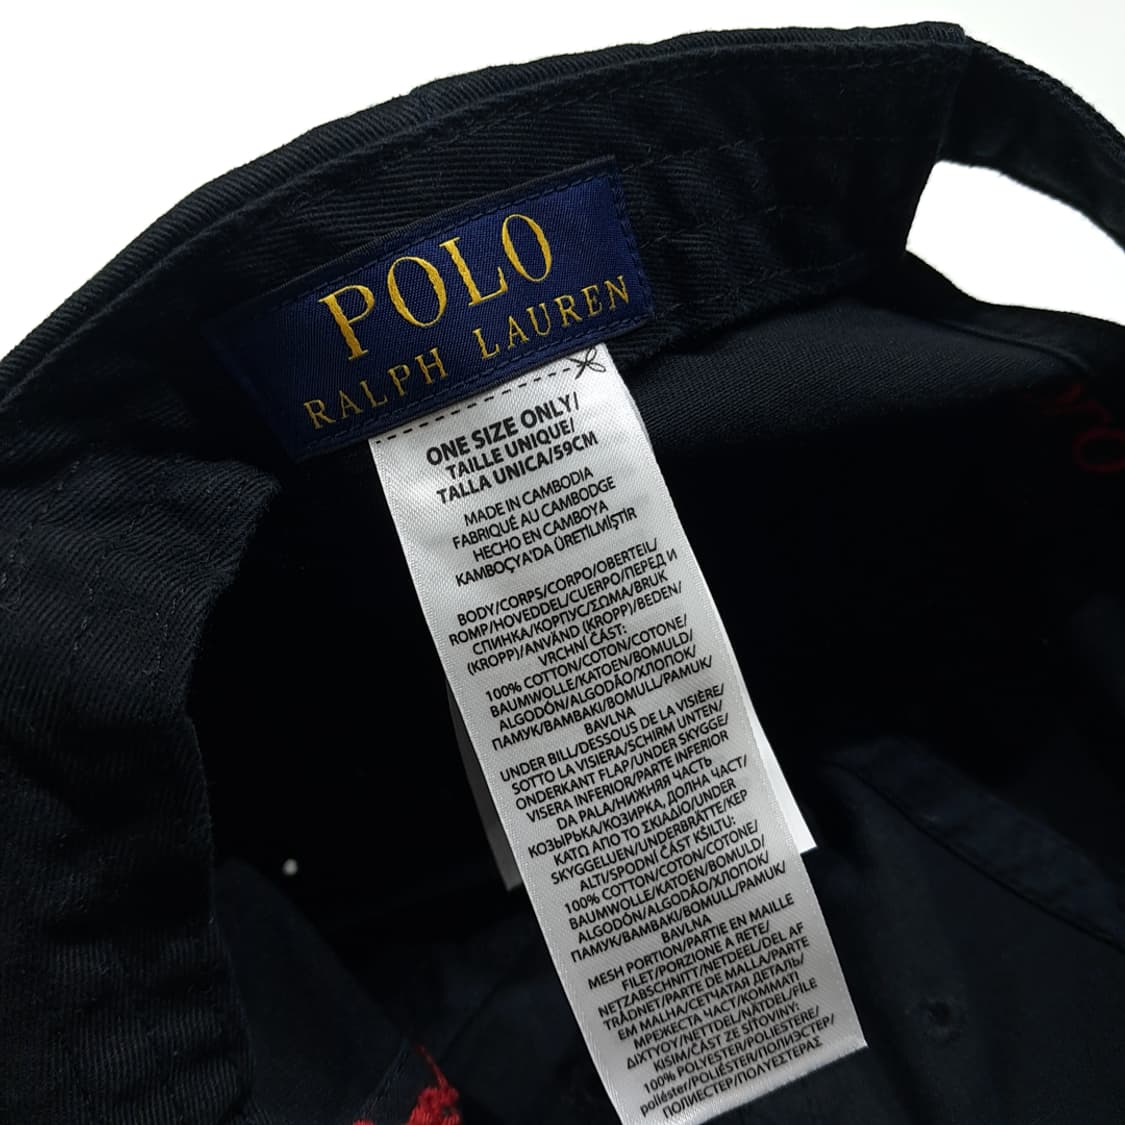 POLO
RALPH LAUREN
ONE SIZE ONLY/
TAILLE UNIQUE/
TALLA UNICA/59CM
MADE IN CAMBODIA
FABRIQUÉ AU CAMBODGE
HECHO EN CAMBOYA
KAMBOÇYA'DA ÜRETİLMİŞTİR
BODY/CORPS/CORPO/OBERTEIL/
ROMP/HOVEDDEL/CUERPO/ПЕРЕД И
СПИНКА/КОРПУС/ΣΩΜΑ/BRUK
(KROPP)/ANVÄND (KROPP)/BEDEN/
VRCHNÍ ČÁST:
100% COTTON/COTON/COTONE/
BAUMWOLLE/KATOEN/BOMULD/
ALGODÓN/ALGODÃO/ХЛОПОК/
ПАМУК/BAMBAKI/BOMULL/PAMUK/
BAVLNA
UNDER BILL/DESSOUS DE LA VISIÈRE/
SOTTO LA VISIERA/SCHIRM UNTEN/
ONDERKANT FLAP/UNDER SKYGGE/
VISERA INFERIOR/PARTE INFERIOR
DA PALA/НИЖНЯЯ ЧАСТЬ
КОЗЫРЬКА/КОЗИРКА, ДОЛНА ЧАСТ/
ΚΑΤΩ ΑΠΟ ΤΟ ΣΚΙΑΔΙΟ/UNDER
SKYGGELUEN/UNDERBRÄTTE/KEP
ALTI/SPODNÍ ČÁST KŠILTU:
100% COTTON/COTON/COTONE/
BAUMWOLLE/KATOEN/BOMULD/
ALGODÓN/ALGODÃO/ХЛОПОК/
ПАМУК/BAMBAKI/BOMULL/PAMUK/
BAVLNA
MESH PORTION/PARTIE EN MAILLE
FILET/PORZIONE A RETE/
NETZABSCHNITT/NETDEEL/DEL AF
TRÅDNET/PARTE DE MALLA/PARTE
EM MALHA/СЕТЧАТАЯ ДЕТАЛЬ/
МРЕЖЕСТА ЧАСТ/ΚΟΜΜΑΤΙ
ΔΙΧΤΥΟΥ/NETTDEL/NÄTDEL/FİLE
KISIM/ČÁST ZE SÍŤOVINY:
100% POLYESTER/POLIESTERE/
poliéster/POLIÉSTER/ПОЛИЭСТЕР/
ПОЛИЕСТЕР/ΠΟΛΥΕΣΤΕΡΑΣ